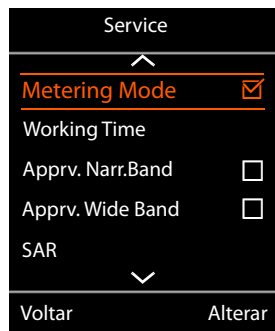 Service
Metering Mode
Working Time
Apprv. Narr.Band
Apprv. Wide Band
SAR
Voltar Alterar